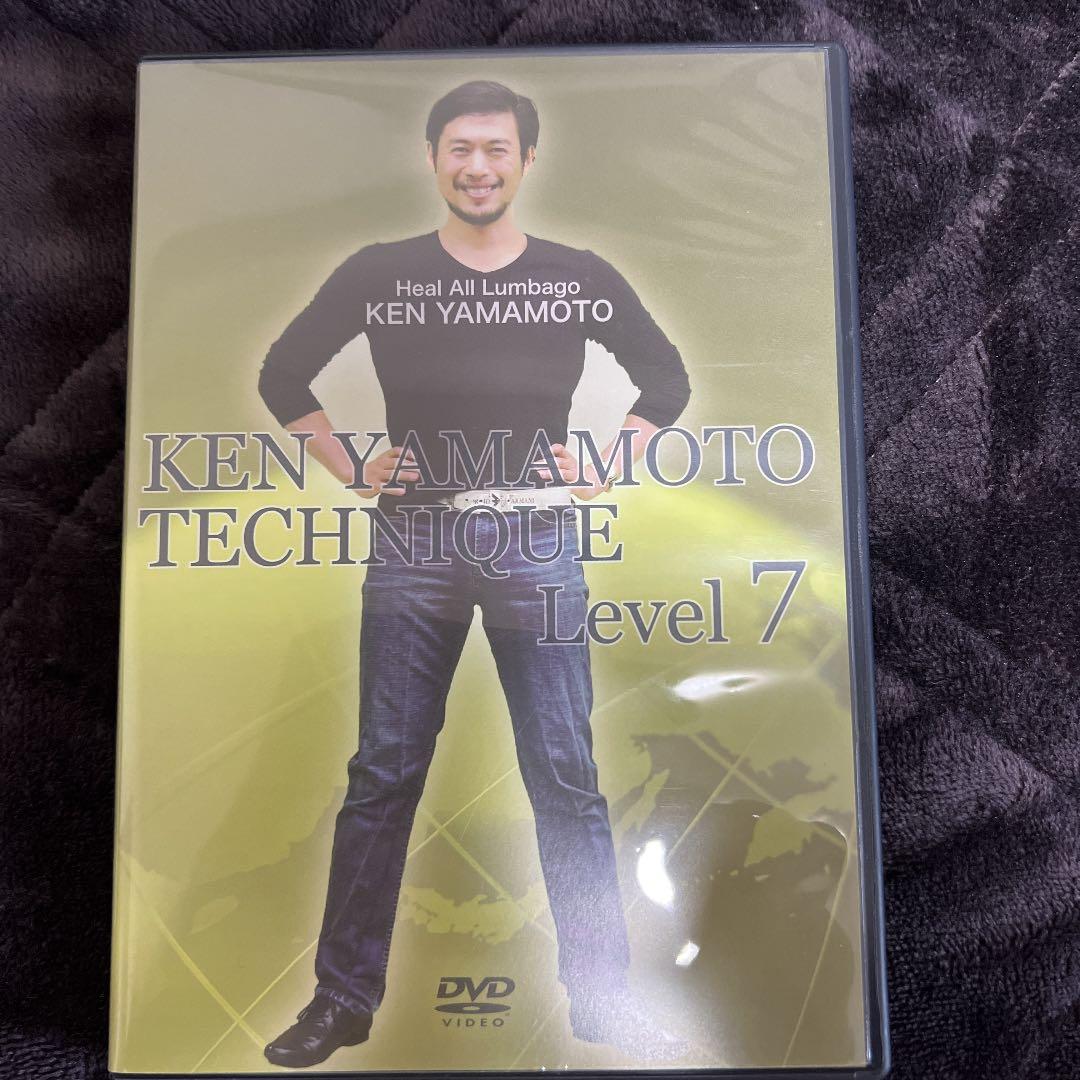 Heal All Lumbago
KEN YAMAMOTO
KEN YAMAMOTO
TECHNIQUE
Level 7
DVD
VIDEO